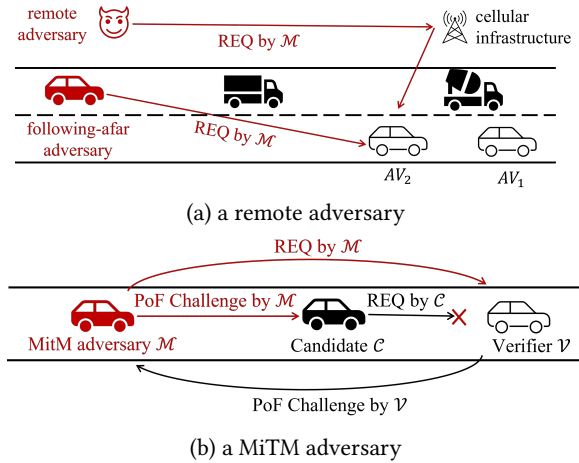 remote
adversary
REQ by ℳ
cellular
infrastructure
following-afar
adversary
REQ by ℳ
AV₂
AV₁
(a) a remote adversary
REQ by ℳ
PoF Challenge by ℳ
REQ by 𝒞
MitM adversary ℳ
Candidate 𝒞
Verifier 𝒱
PoF Challenge by 𝒱
(b) a MiTM adversary